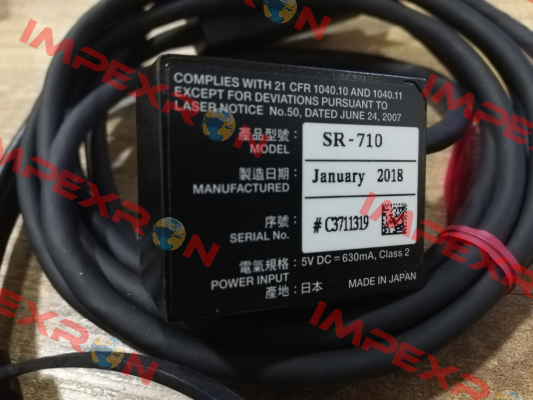 COMPLIES WITH 21 CFR 1040.10 AND 1040.11
EXCEPT FOR DEVIATIONS PURSUANT TO
LASER NOTICE No.50, DATED JUNE 24, 2007
產品型號：
MODEL
SR-710
製造日期：
MANUFACTURED
January 2018
序號：
SERIAL No.
#C3711319
電氣規格：5V DC⎓630mA, Class 2
POWER INPUT
產地：日本
MADE IN JAPAN
IMPEXRON
IMPEXRON
IMPEXRON
IMPEXRON